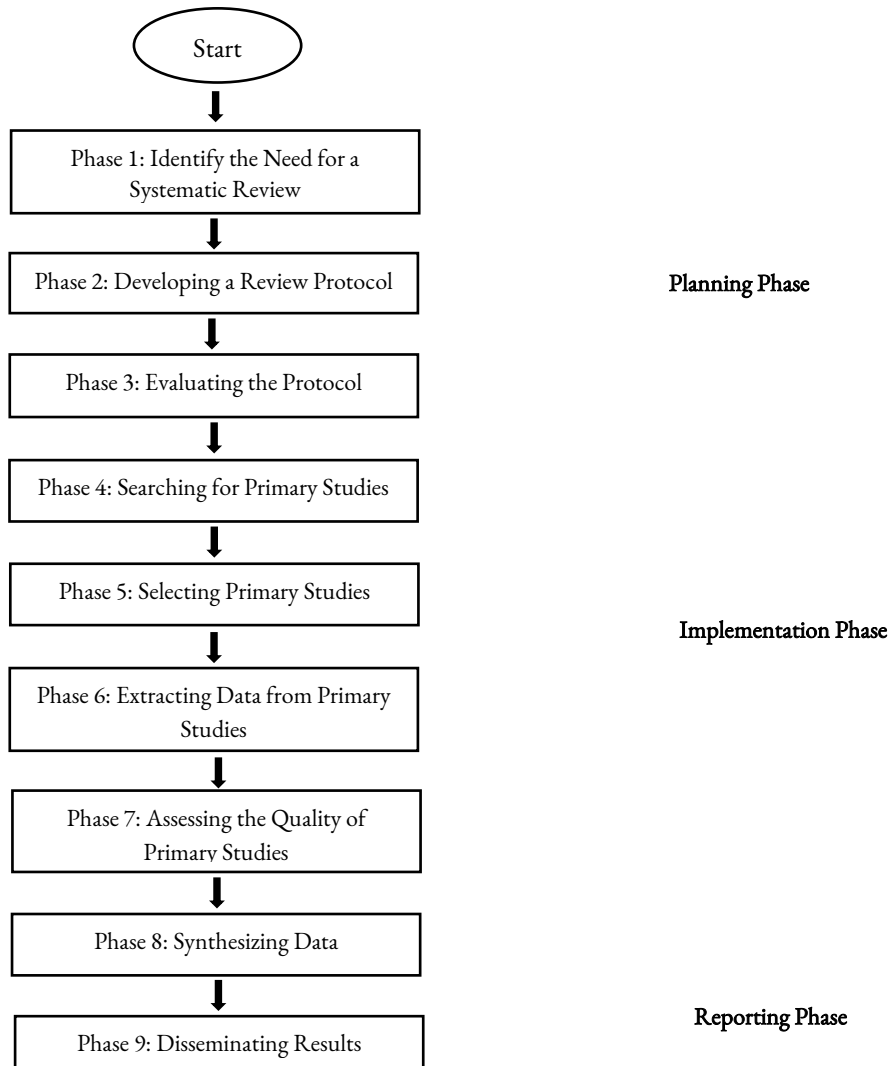 Start
Phase 1: Identify the Need for a
Systematic Review
Phase 2: Developing a Review Protocol
Planning Phase
Phase 3: Evaluating the Protocol
Phase 4: Searching for Primary Studies
Phase 5: Selecting Primary Studies
Implementation Phase
Phase 6: Extracting Data from Primary
Studies
Phase 7: Assessing the Quality of
Primary Studies
Phase 8: Synthesizing Data
Reporting Phase
Phase 9: Disseminating Results